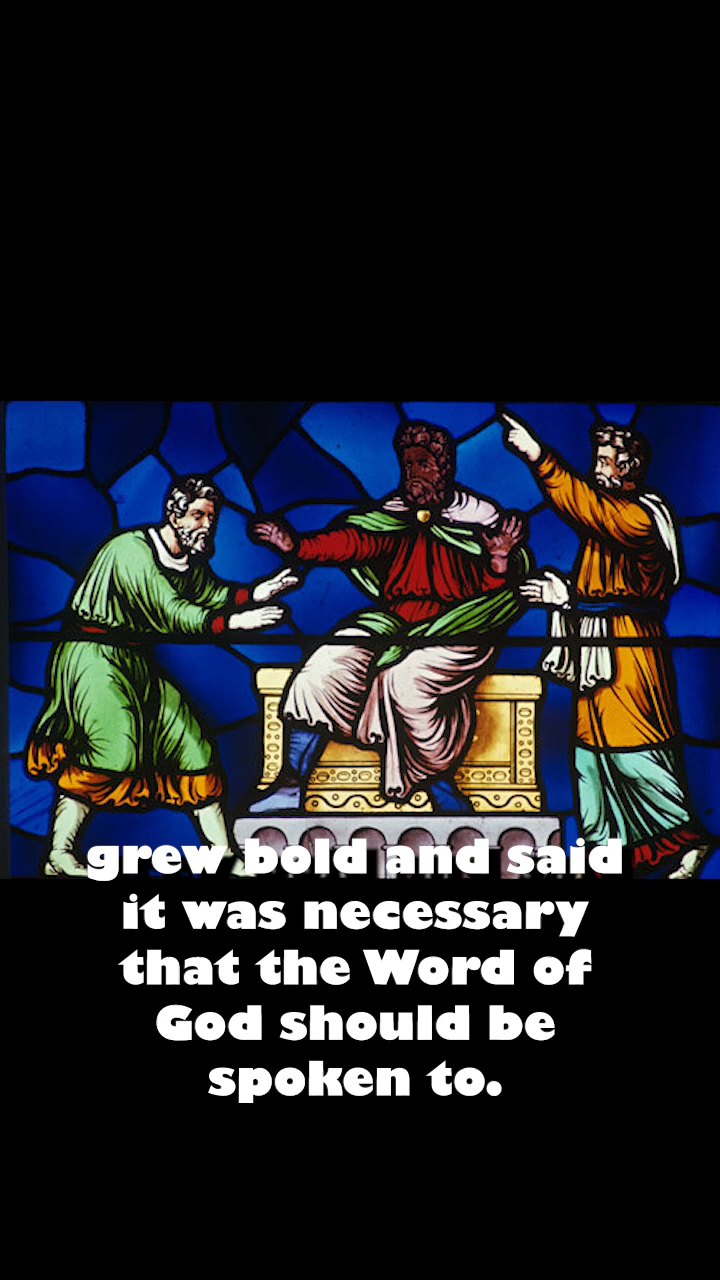 grew bold and said
it was necessary
that the Word of
God should be
spoken to.